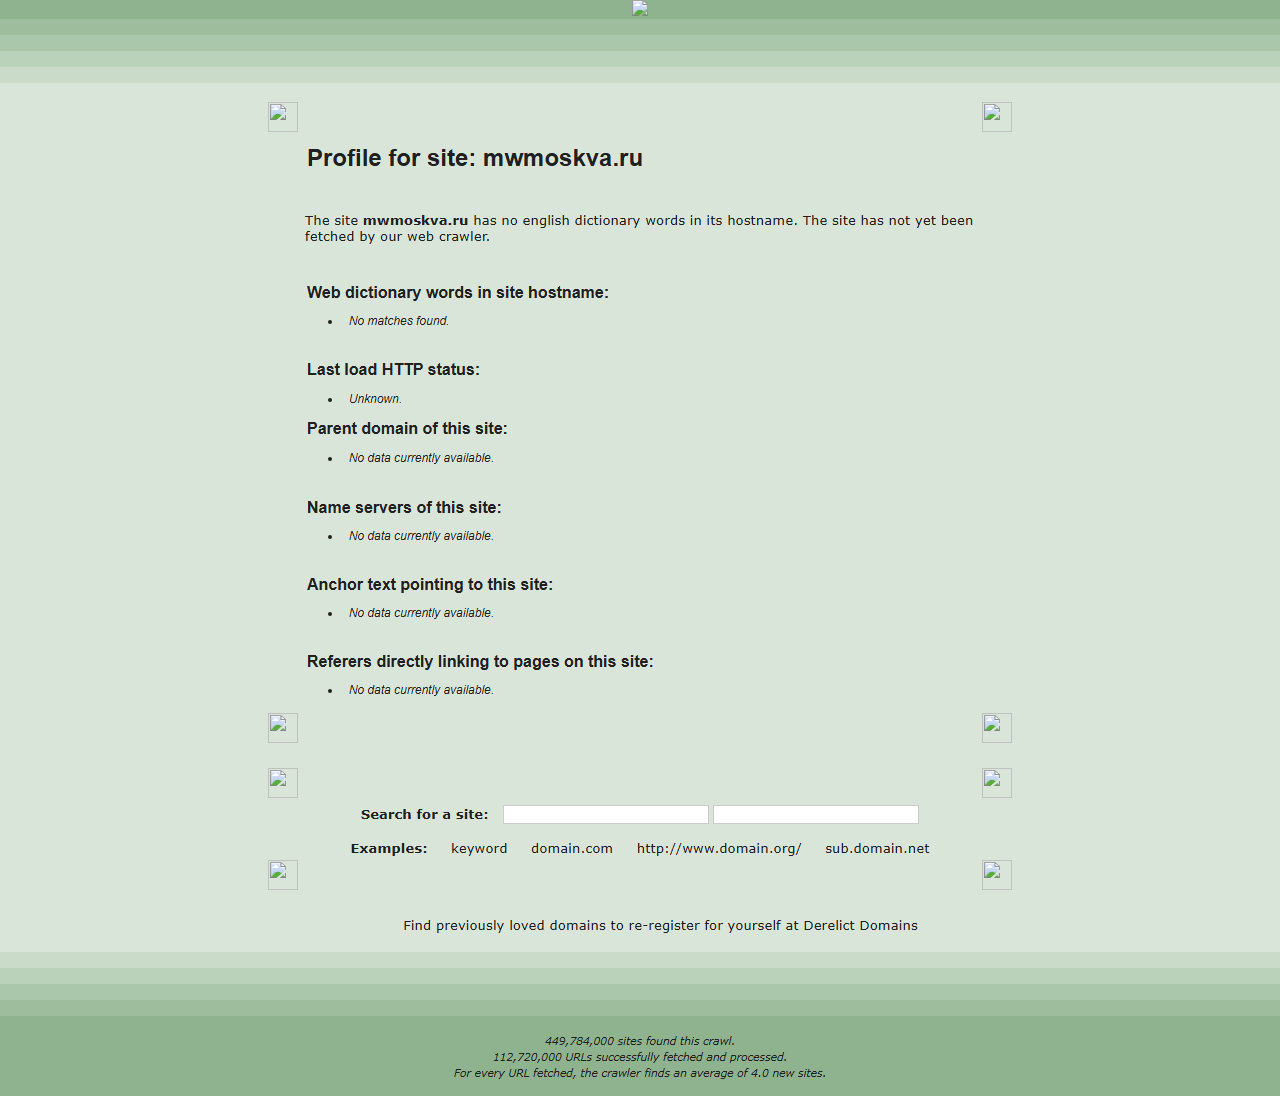 Profile for site: mwmoskva.ru
The site mwmoskva.ru has no english dictionary words in its hostname. The site has not yet been
fetched by our web crawler.
Web dictionary words in site hostname:
No matches found.
Last load HTTP status:
Unknown.
Parent domain of this site:
No data currently available.
Name servers of this site:
No data currently available.
Anchor text pointing to this site:
No data currently available.
Referers directly linking to pages on this site:
No data currently available.
Search for a site:
Examples: keyword domain.com http://www.domain.org/ sub.domain.net
Find previously loved domains to re-register for yourself at Derelict Domains
449,784,000 sites found this crawl.
112,720,000 URLs successfully fetched and processed.
For every URL fetched, the crawler finds an average of 4.0 new sites.